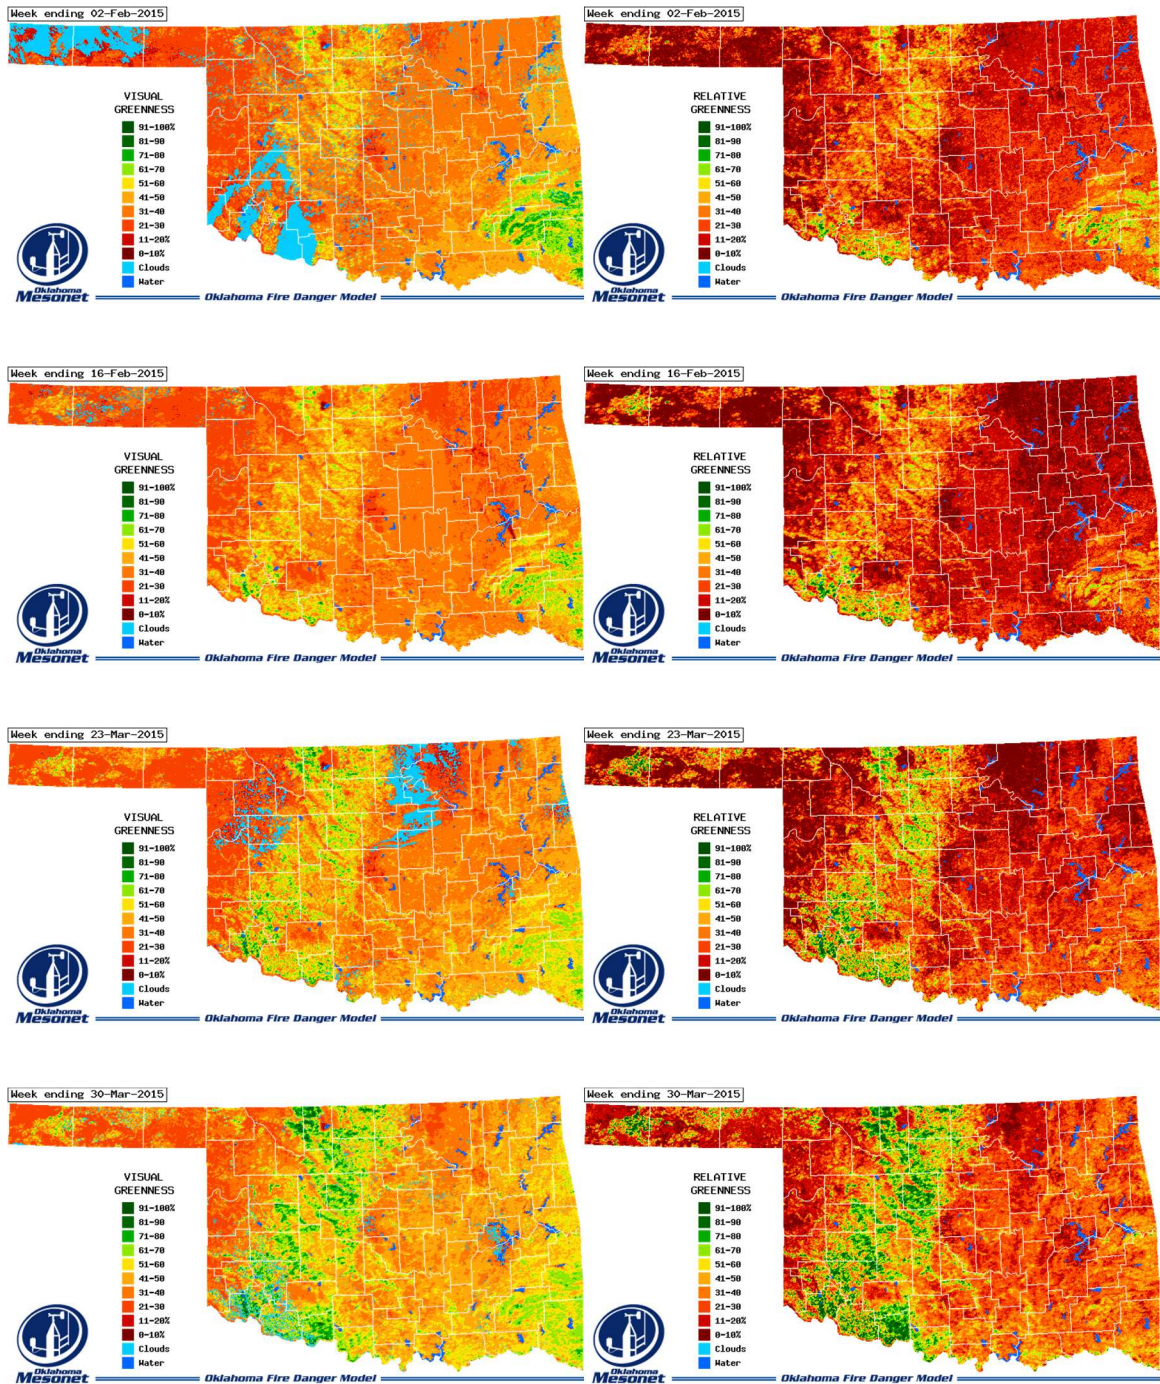 Week ending 02-Feb-2015
VISUAL
GREENNESS
91-100%
81-90
71-80
61-70
51-60
41-50
31-40
21-30
11-20%
0-10%
Clouds
Water
Oklahoma
Mesonet
Oklahoma Fire Danger Model
Week ending 02-Feb-2015
RELATIVE
GREENNESS
91-100%
81-90
71-80
61-70
51-60
41-50
31-40
21-30
11-20%
0-10%
Clouds
Water
Oklahoma
Mesonet
Oklahoma Fire Danger Model
Week ending 16-Feb-2015
VISUAL
GREENNESS
91-100%
81-90
71-80
61-70
51-60
41-50
31-40
21-30
11-20%
0-10%
Clouds
Water
Oklahoma
Mesonet
Oklahoma Fire Danger Model
Week ending 16-Feb-2015
RELATIVE
GREENNESS
91-100%
81-90
71-80
61-70
51-60
41-50
31-40
21-30
11-20%
0-10%
Clouds
Water
Oklahoma
Mesonet
Oklahoma Fire Danger Model
Week ending 23-Mar-2015
VISUAL
GREENNESS
91-100%
81-90
71-80
61-70
51-60
41-50
31-40
21-30
11-20%
0-10%
Clouds
Water
Oklahoma
Mesonet
Oklahoma Fire Danger Model
Week ending 23-Mar-2015
RELATIVE
GREENNESS
91-100%
81-90
71-80
61-70
51-60
41-50
31-40
21-30
11-20%
0-10%
Clouds
Water
Oklahoma
Mesonet
Oklahoma Fire Danger Model
Week ending 30-Mar-2015
VISUAL
GREENNESS
91-100%
81-90
71-80
61-70
51-60
41-50
31-40
21-30
11-20%
0-10%
Clouds
Water
Oklahoma
Mesonet
Oklahoma Fire Danger Model
Week ending 30-Mar-2015
RELATIVE
GREENNESS
91-100%
81-90
71-80
61-70
51-60
41-50
31-40
21-30
11-20%
0-10%
Clouds
Water
Oklahoma
Mesonet
Oklahoma Fire Danger Model